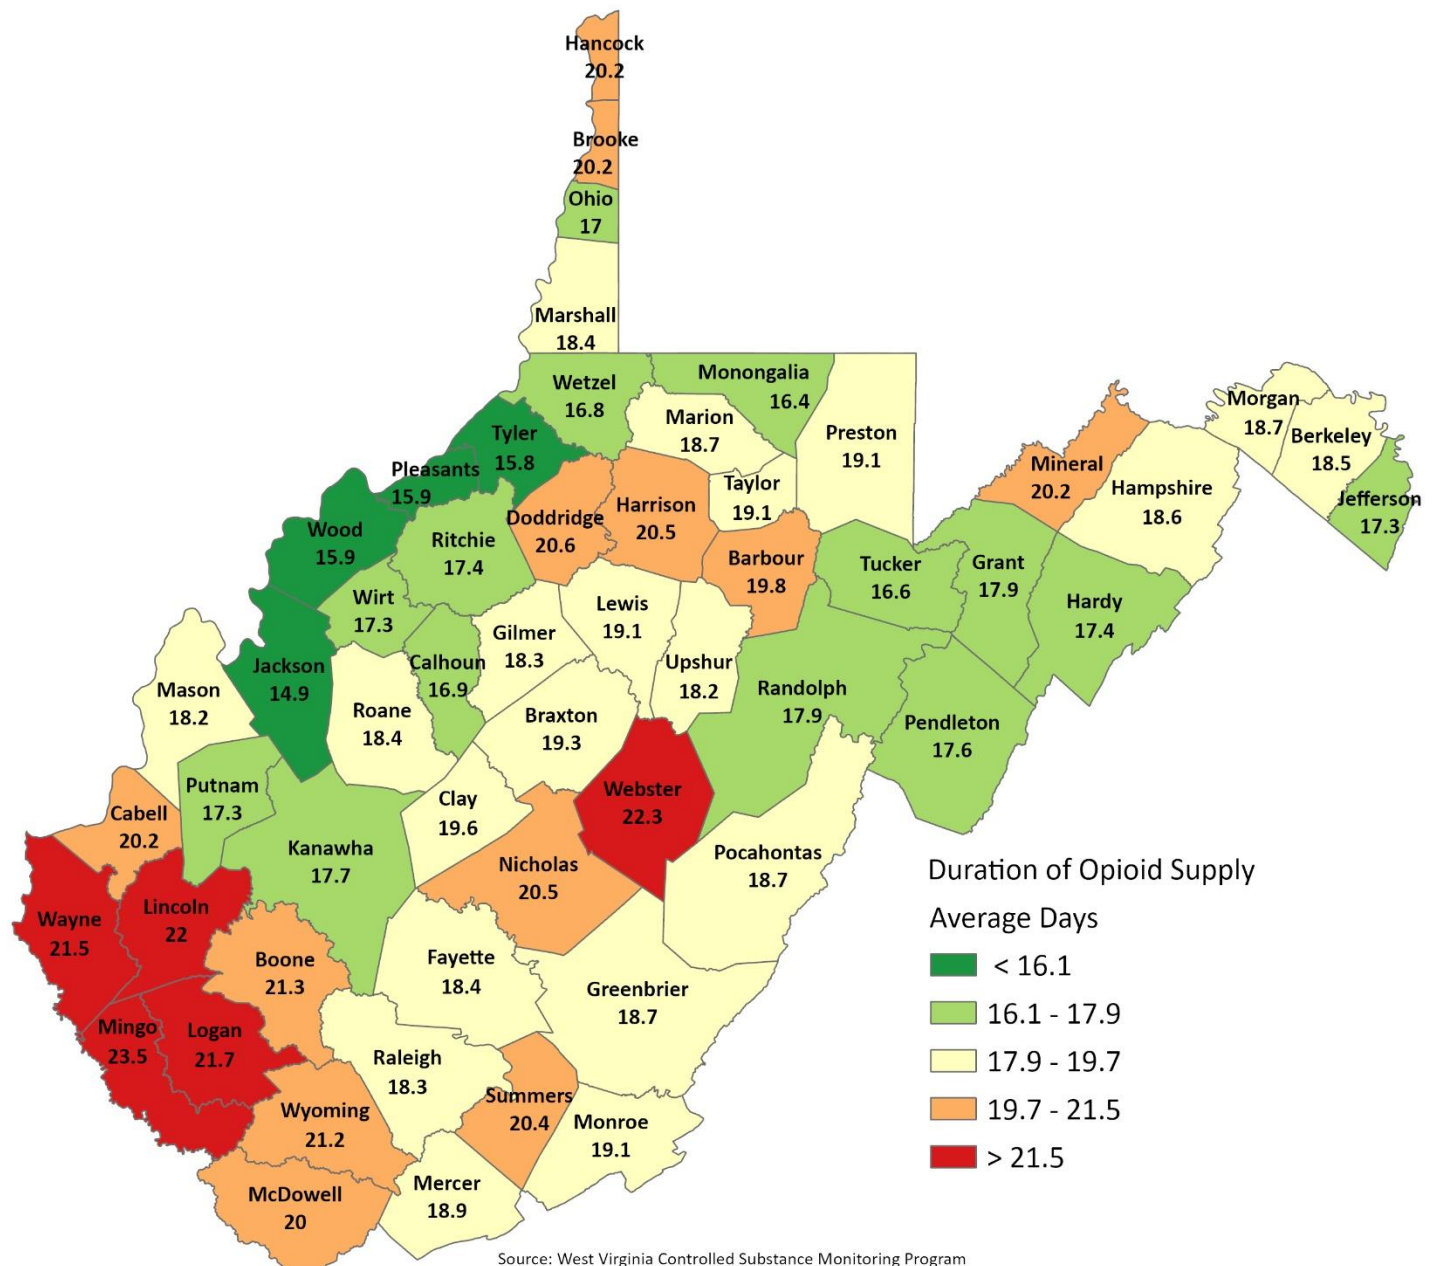 Hancock
20.2
Brooke
20.2
Ohio
17
Marshall
18.4
Wetzel
16.8
Monongalia
16.4
Marion
18.7
Preston
19.1
Tyler
15.8
Pleasants
15.9
Wood
15.9
Ritchie
17.4
Doddridge
20.6
Harrison
20.5
Taylor
19.1
Barbour
19.8
Mineral
20.2
Hampshire
18.6
Morgan
18.7
Berkeley
18.5
Jefferson
17.3
Tucker
16.6
Grant
17.9
Hardy
17.4
Wirt
17.3
Calhoun
16.9
Gilmer
18.3
Lewis
19.1
Upshur
18.2
Randolph
17.9
Pendleton
17.6
Mason
18.2
Jackson
14.9
Roane
18.4
Braxton
19.3
Webster
22.3
Putnam
17.3
Cabell
20.2
Kanawha
17.7
Clay
19.6
Nicholas
20.5
Pocahontas
18.7
Wayne
21.5
Lincoln
22
Boone
21.3
Fayette
18.4
Greenbrier
18.7
Mingo
23.5
Logan
21.7
Raleigh
18.3
Summers
20.4
Monroe
19.1
Wyoming
21.2
McDowell
20
Mercer
18.9
Duration of Opioid Supply
Average Days
< 16.1
16.1 - 17.9
17.9 - 19.7
19.7 - 21.5
> 21.5
Source: West Virginia Controlled Substance Monitoring Program